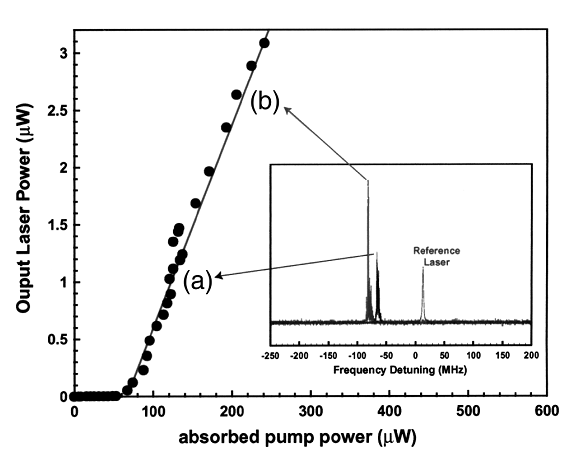 3
2.5
2
1.5
1
0.5
0
Ouput Laser Power (μW)
(b)
(a)
Reference
Laser
-250 -200 -150 -100 -50 0 50 100 150 200
Frequency Detuning (MHz)
0 100 200 300 400 500 600
absorbed pump power (μW)